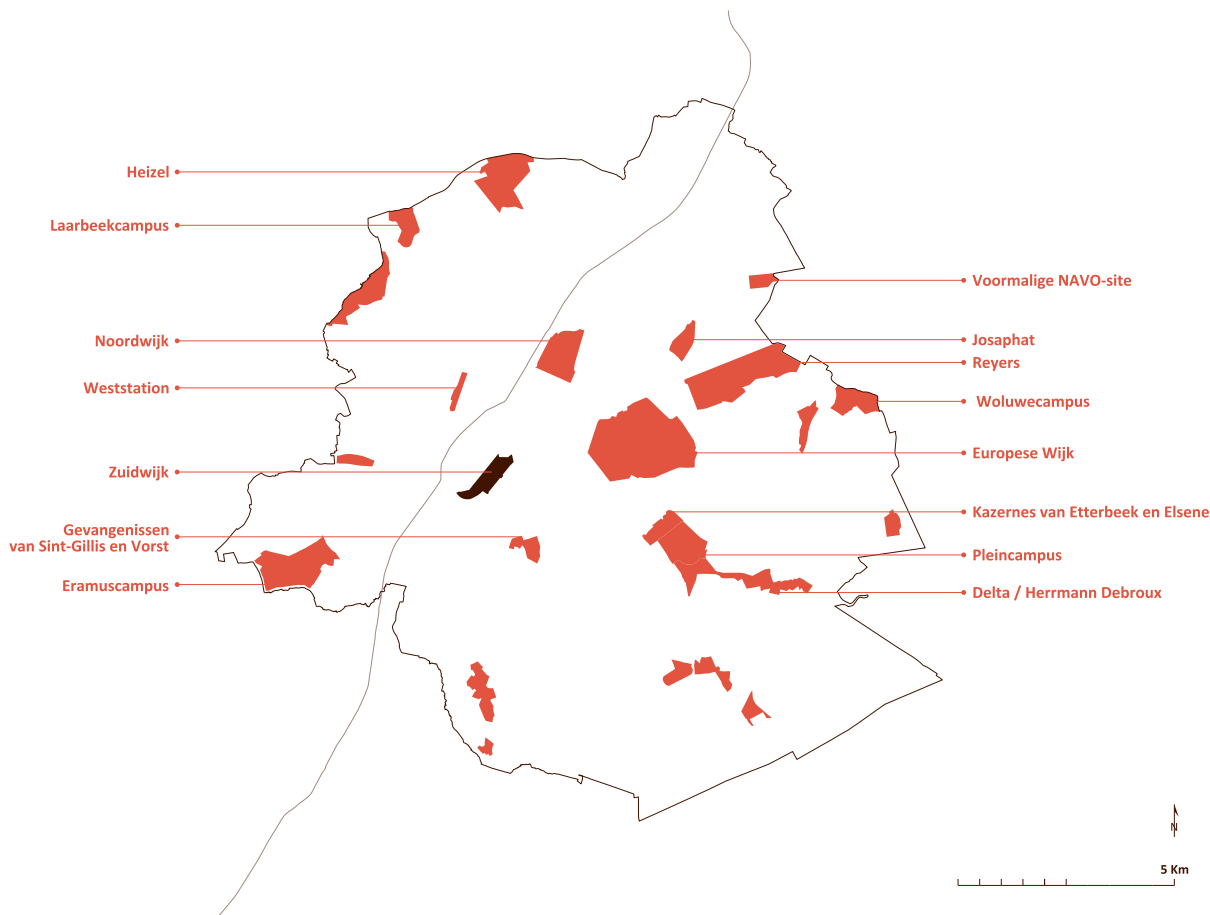 Heizel
Laarbeekcampus
Voormalige NAVO-site
Noordwijk
Josaphat
Reyers
Weststation
Woluwecampus
Europese Wijk
Zuidwijk
Kazernes van Etterbeek en Elsene
Gevangenissen
van Sint-Gillis en Vorst
Pleincampus
Eramuscampus
Delta / Herrmann Debroux
N
5 Km